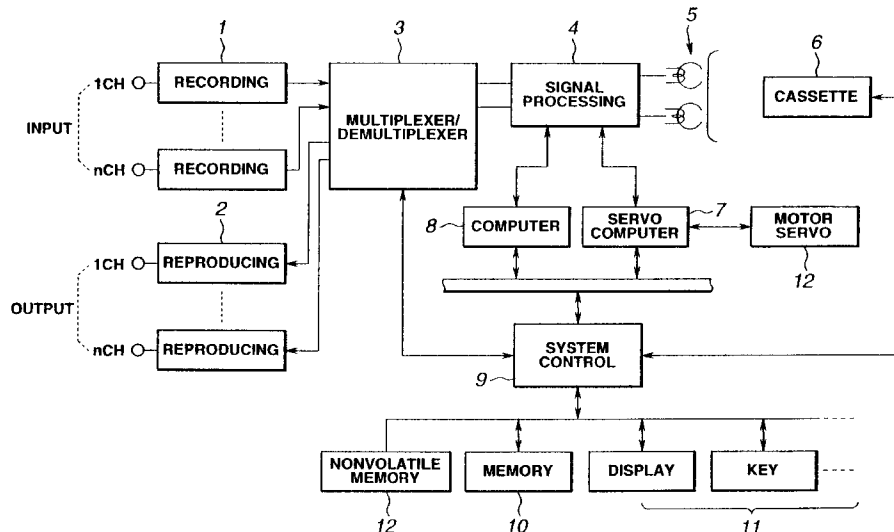 1
3
4
5
6
1CH
RECORDING
INPUT
nCH
RECORDING
MULTIPLEXER/
DEMULTIPLEXER
SIGNAL
PROCESSING
CASSETTE
2
1CH
REPRODUCING
OUTPUT
nCH
REPRODUCING
8
COMPUTER
SERVO
COMPUTER
7
MOTOR
SERVO
12
SYSTEM
CONTROL
9
NONVOLATILE
MEMORY
12
MEMORY
10
DISPLAY
KEY
11